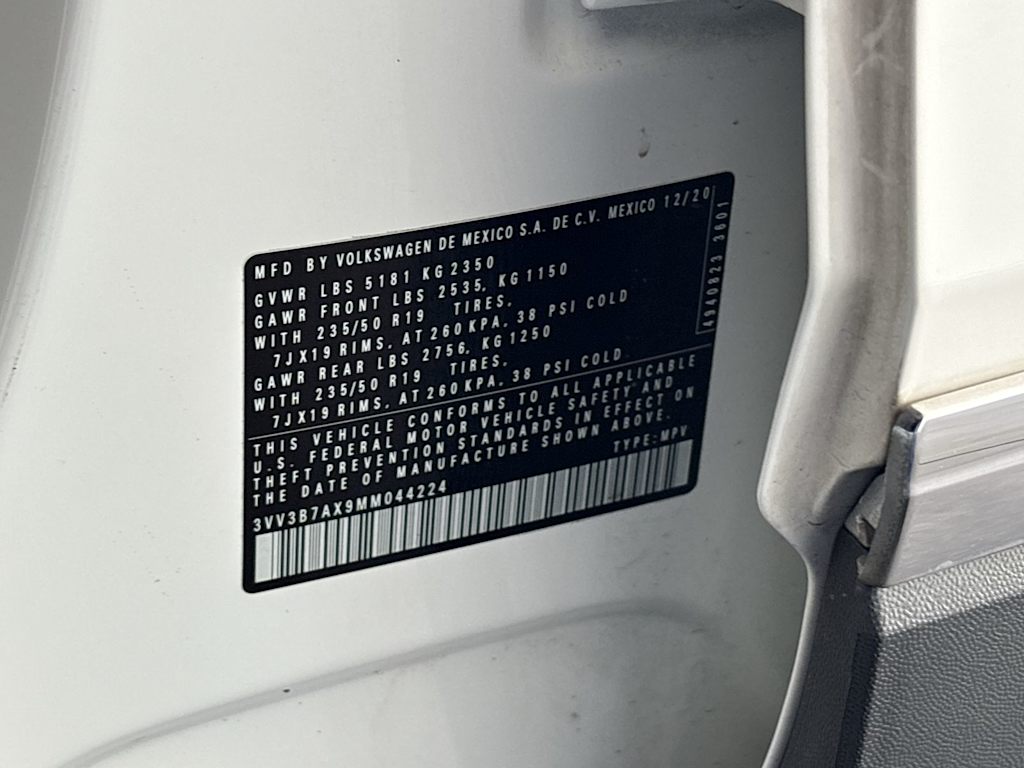 MFD BY VOLKSWAGEN DE MEXICO S.A. DE C.V. MEXICO 12/20
GVWR LBS 5181 KG 2350
GAWR FRONT LBS 2535, KG 1150
WITH 235/50 R19 TIRES,
7JX19 RIMS, AT 260 KPA, 38 PSI COLD
GAWR REAR LBS 2756, KG 1250
WITH 235/50 R19 TIRES,
7JX19 RIMS, AT 260 KPA, 38 PSI COLD
THIS VEHICLE CONFORMS TO ALL APPLICABLE
U.S. FEDERAL MOTOR VEHICLE SAFETY AND
THEFT PREVENTION STANDARDS IN EFFECT ON
THE DATE OF MANUFACTURE SHOWN ABOVE.
3VV3B7AX9MM044224 TYPE:MPV
4940823 3601